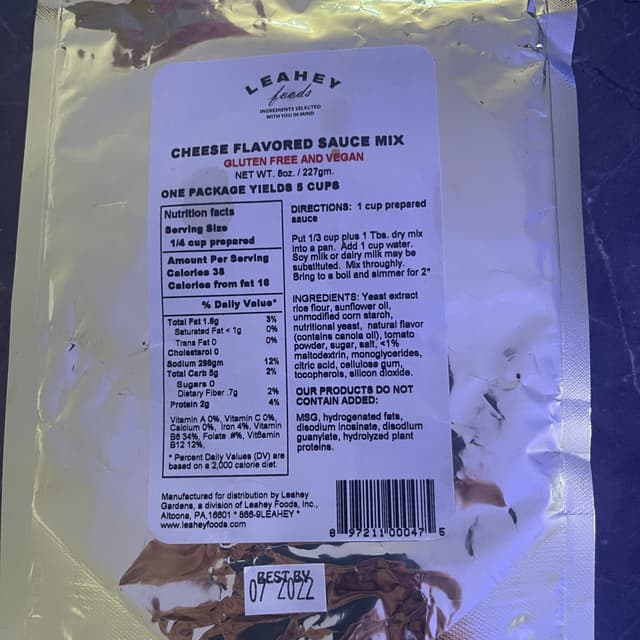 LEAHEY
foods
INGREDIENTS SELECTED
WITH YOU IN MIND
CHEESE FLAVORED SAUCE MIX
GLUTEN FREE AND VEGAN
NET WT. 8oz. / 227gm.
ONE PACKAGE YIELDS 5 CUPS
Nutrition facts
Serving Size
1/4 cup prepared
Amount Per Serving
Calories 38
Calories from fat 16
% Daily Value*
Total Fat 1.8g 3%
Saturated Fat < 1g 0%
Trans Fat 0 0%
Cholesterol 0
Sodium 298gm 12%
Total Carb 5g 2%
Sugars 0
Dietary Fiber .7g 2%
Protein 2g 4%
Vitamin A 0%, Vitamin C 0%,
Calcium 0%, Iron 4%, Vitamin
B6 34%, Folate #%, Vit6amin
B12 12%,
* Percent Daily Values (DV) are
based on a 2,000 calorie diet.
DIRECTIONS: 1 cup prepared
sauce
Put 1/3 cup plus 1 Tbs. dry mix
into a pan. Add 1 cup water.
Soy milk or dairy milk may be
substituted. Mix throughly.
Bring to a boil and simmer for 2"
INGREDIENTS: Yeast extract
rice flour, sunflower oil,
unmodified corn starch,
nutritional yeast, natural flavor
(contains canola oil), tomato
powder, sugar, salt, <1%
maltodextrin, monoglycerides,
citric acid, cellulose gum,
tocopherols, silicon dioxide.
OUR PRODUCTS DO NOT
CONTAIN ADDED:
MSG, hydrogenated fats,
disodium inosinate, disodium
guanylate, hydrolyzed plant
proteins.
Manufactured for distribution by Leahey
Gardens, a division of Leahey Foods, Inc.,
Altoona, PA, 16601 * 866-9LEAHEY *
www.leaheyfoods.com
8 97211 00047 5
BEST BY
07 2022